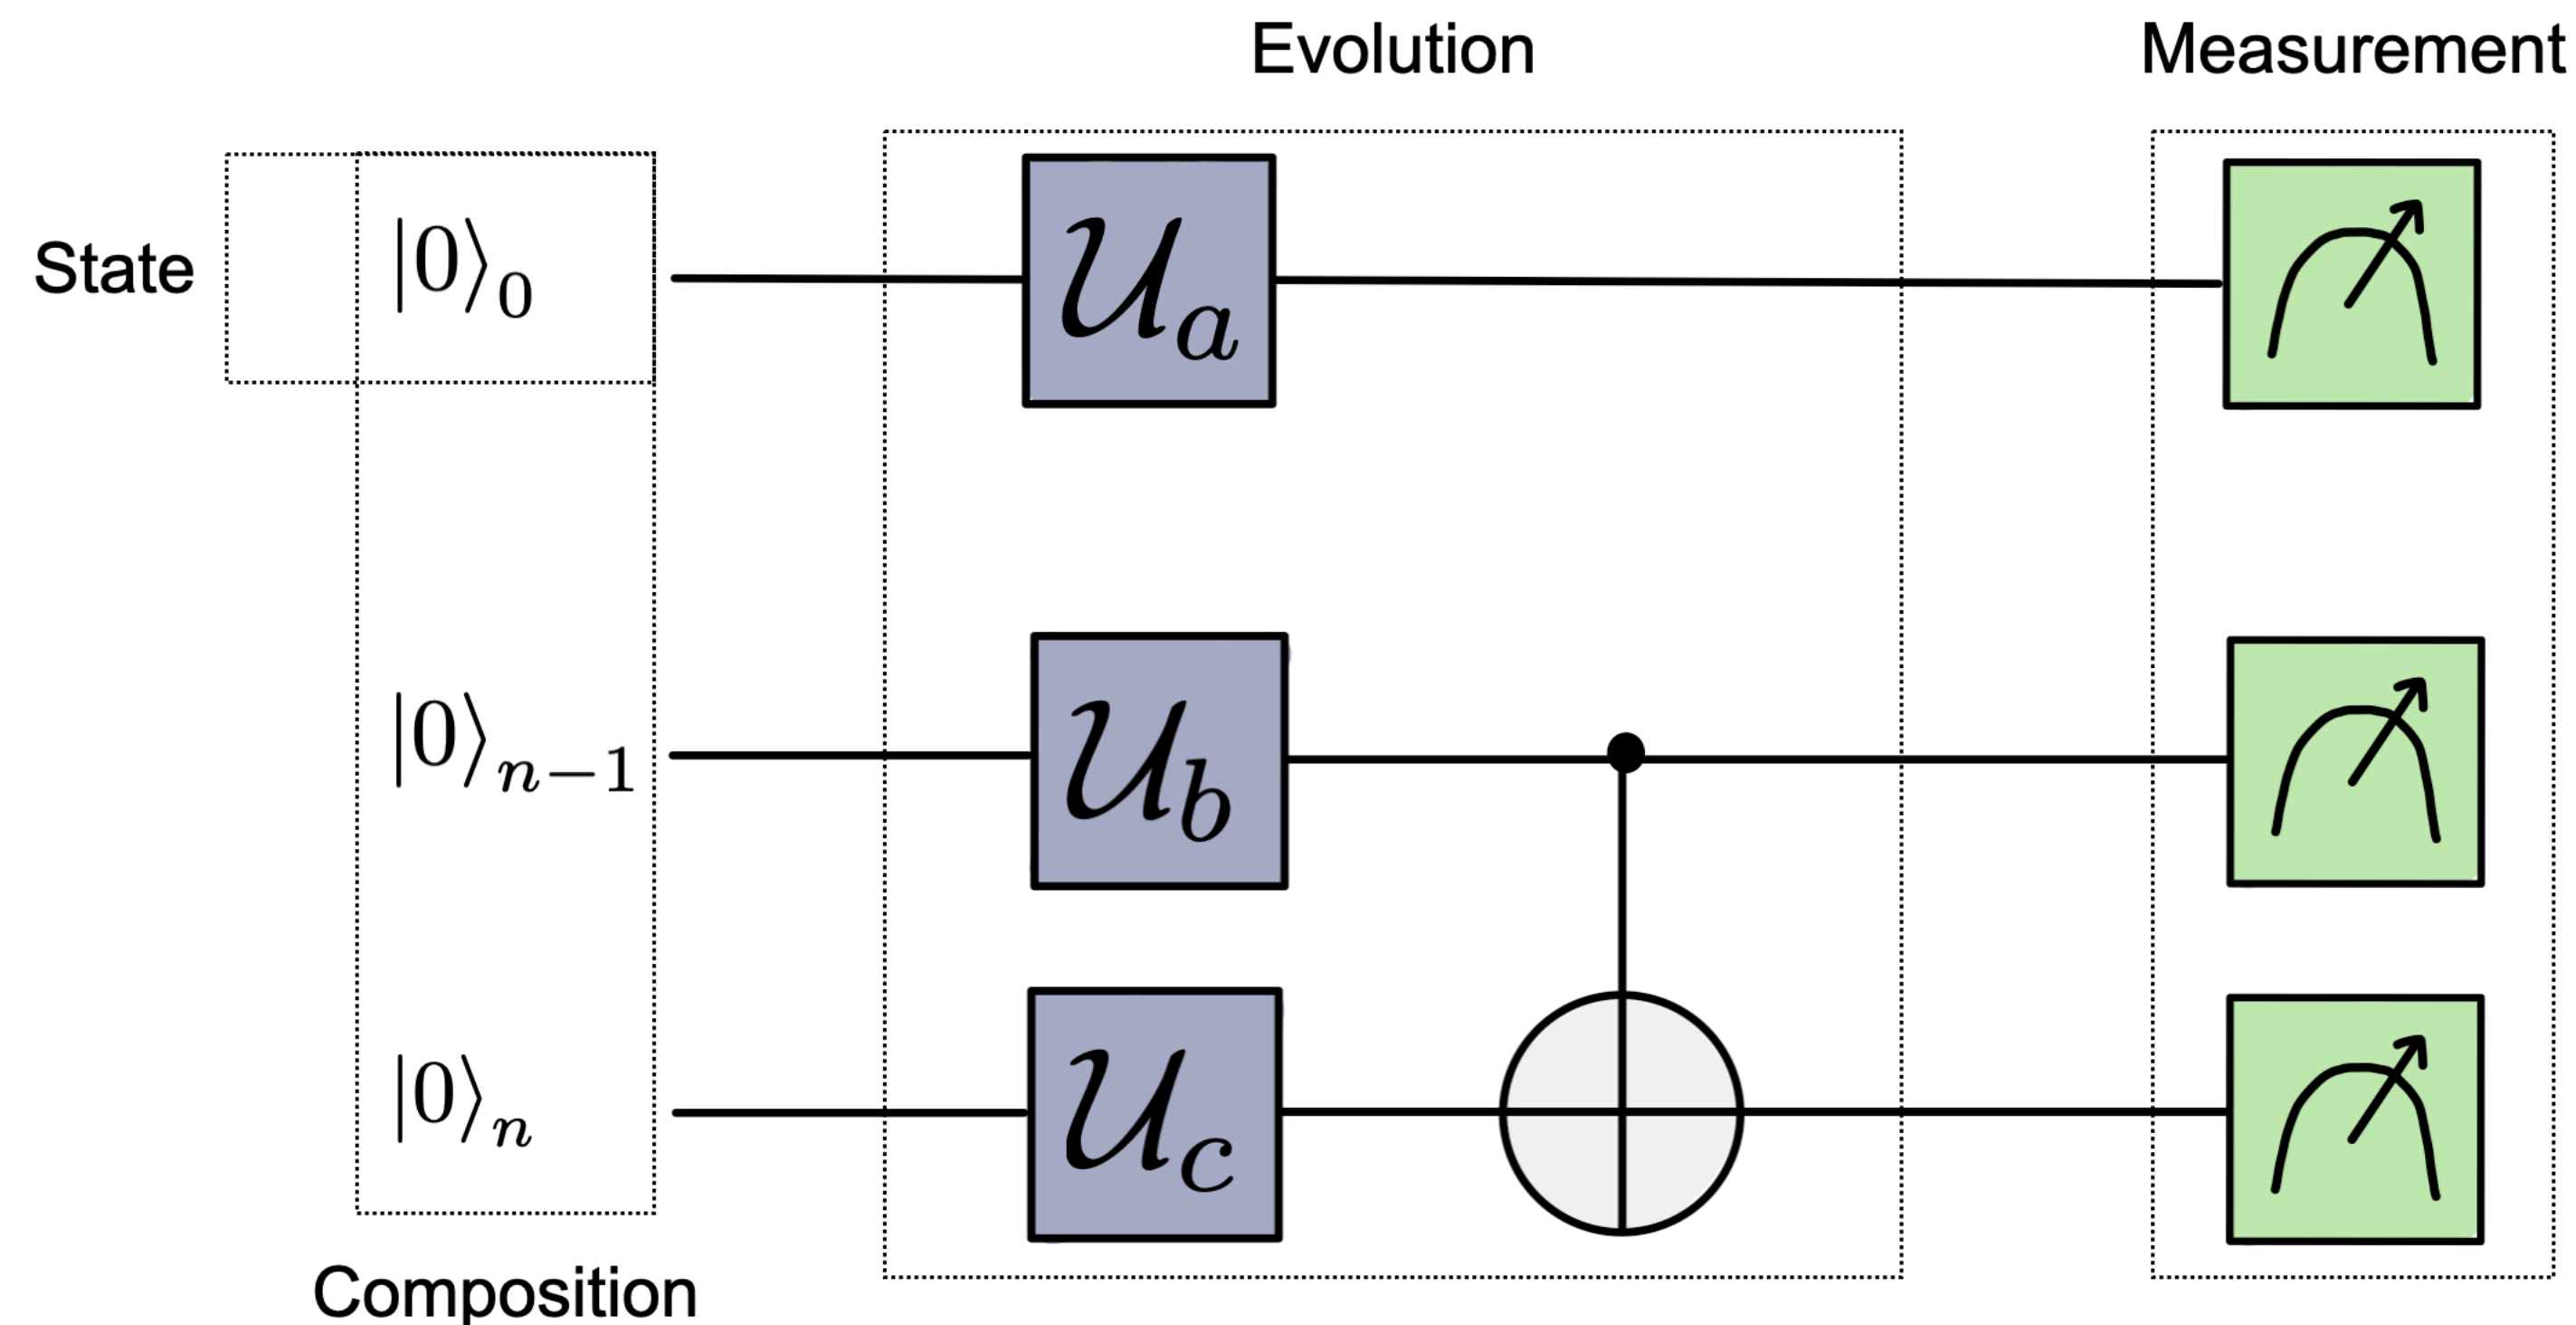 Evolution
Measurement
State
|0⟩₀
𝒰ₐ
|0⟩ₙ₋₁
𝒰_b
|0⟩ₙ
𝒰_c
Composition